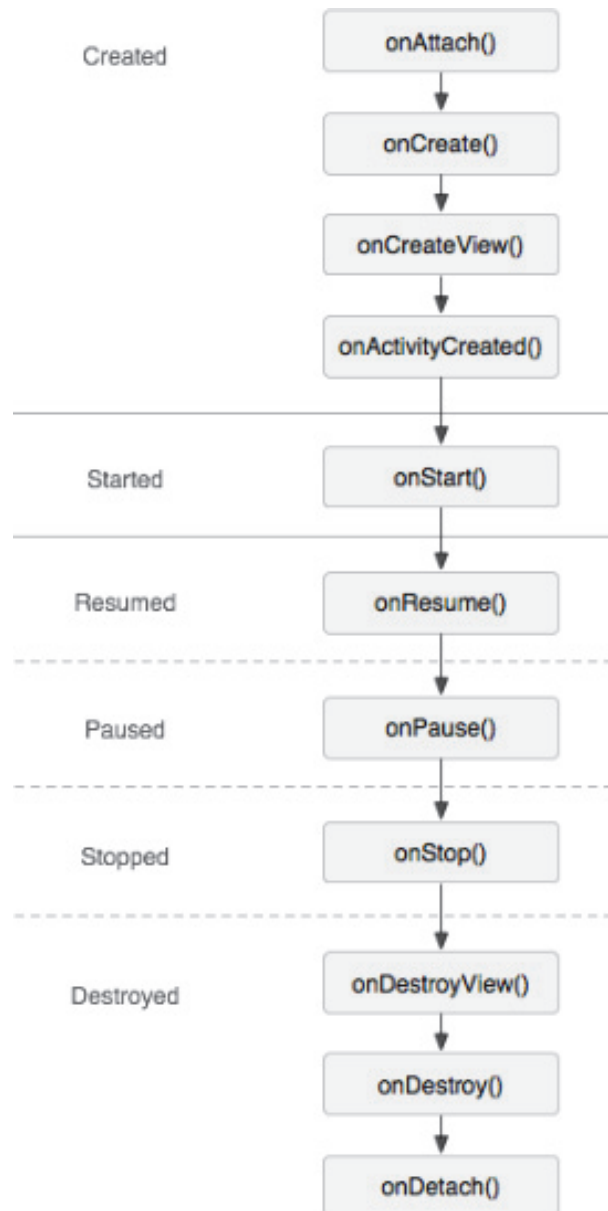 Created
onAttach()
onCreate()
onCreateView()
onActivityCreated()
Started
onStart()
Resumed
onResume()
Paused
onPause()
Stopped
onStop()
Destroyed
onDestroyView()
onDestroy()
onDetach()